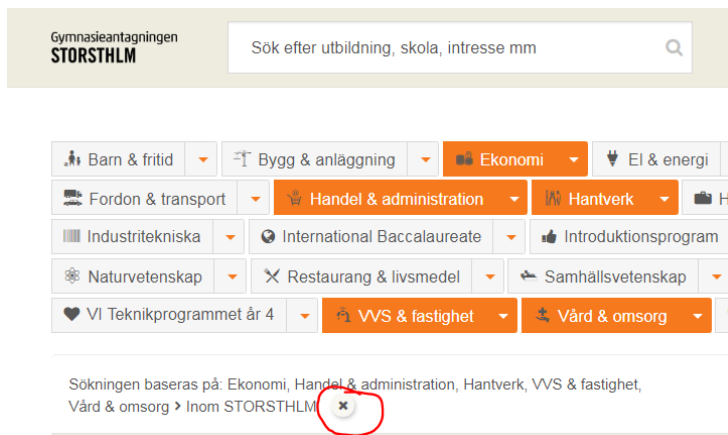 Gymnasieantagningen
STORSTHLM
Sök efter utbildning, skola, intresse mm
Barn & fritid Bygg & anläggning Ekonomi El & energi
Fordon & transport Handel & administration Hantverk H
Industritekniska International Baccalaureate Introduktionsprogram
Naturvetenskap Restaurang & livsmedel Samhällsvetenskap
VI Teknikprogrammet år 4 VVS & fastighet Vård & omsorg
Sökningen baseras på: Ekonomi, Handel & administration, Hantverk, VVS & fastighet,
Vård & omsorg > Inom STORSTHLM ×